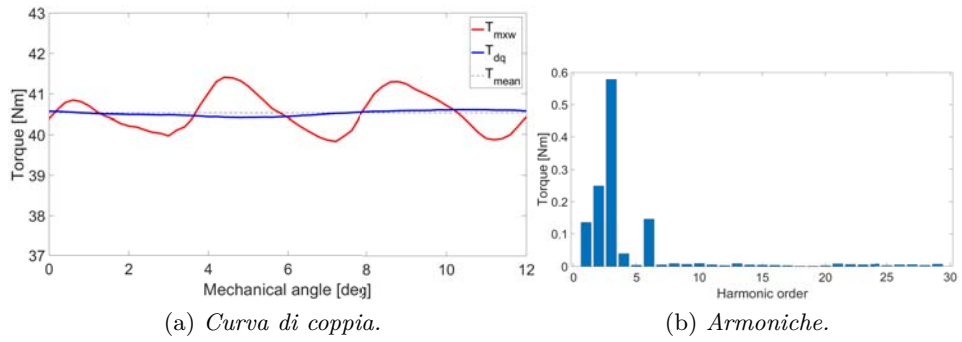 43
42
41
40
39
38
37
Torque [Nm]
0 2 4 6 8 10 12
Mechanical angle [deg]
T_mxw
T_dq
T_mean
(a) Curva di coppia.
0.6
0.5
0.4
0.3
0.2
0.1
0
Torque [Nm]
0 5 10 15 20 25 30
Harmonic order
(b) Armoniche.